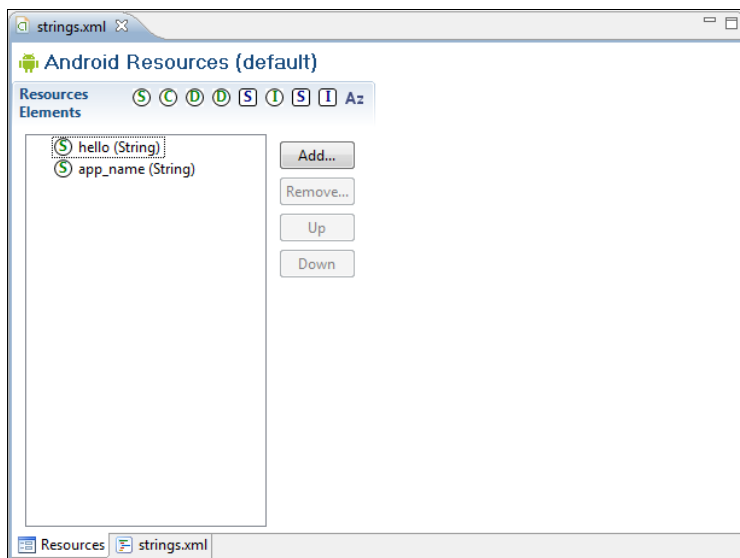 strings.xml
Android Resources (default)
Resources Elements S C D D S I S I Az
S hello (String)
S app_name (String)
Add...
Remove...
Up
Down
Resources strings.xml